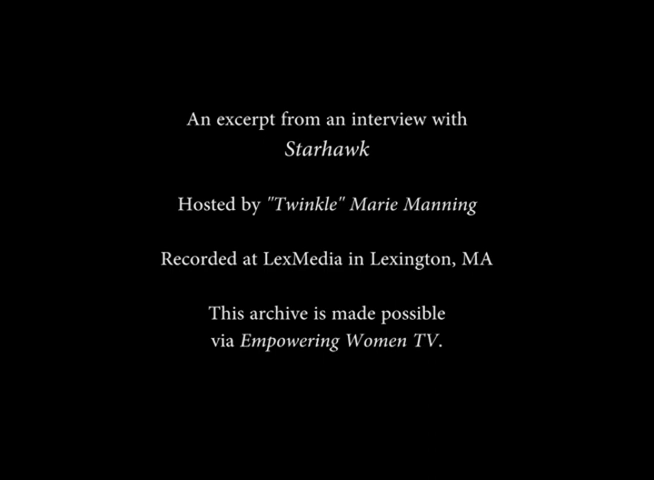 An excerpt from an interview with
Starhawk
Hosted by "Twinkle" Marie Manning
Recorded at LexMedia in Lexington, MA
This archive is made possible
via Empowering Women TV.